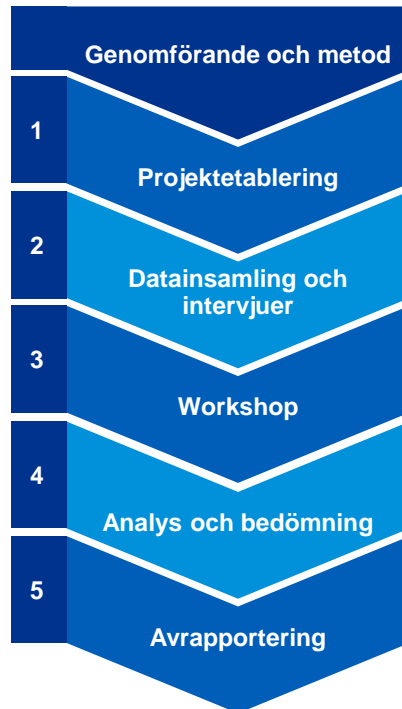 Genomförande och metod
1
Projektetablering
2
Datainsamling och
intervjuer
3
Workshop
4
Analys och bedömning
5
Avrapportering